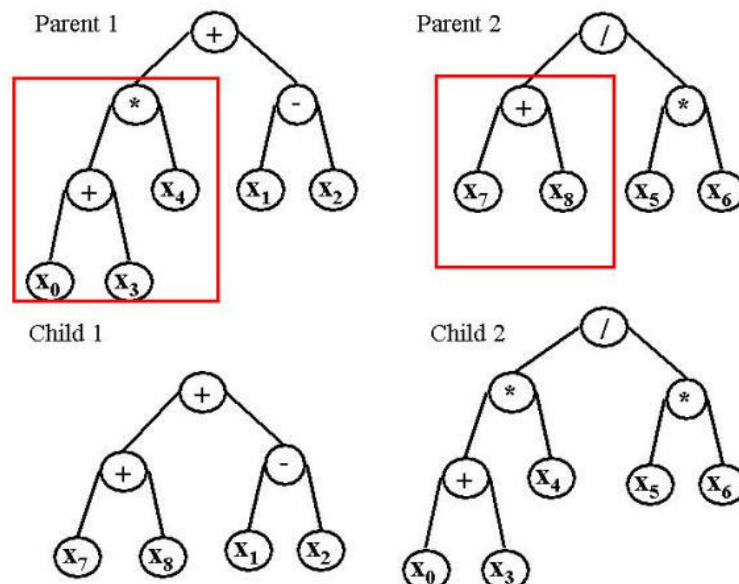 Parent 1 + Parent 2 /
* - + *
+ x4 x1 x2 x7 x8 x5 x6
x0 x3
Child 1 Child 2 /
+ * *
+ - + x4 x5 x6
x7 x8 x1 x2 x0 x3